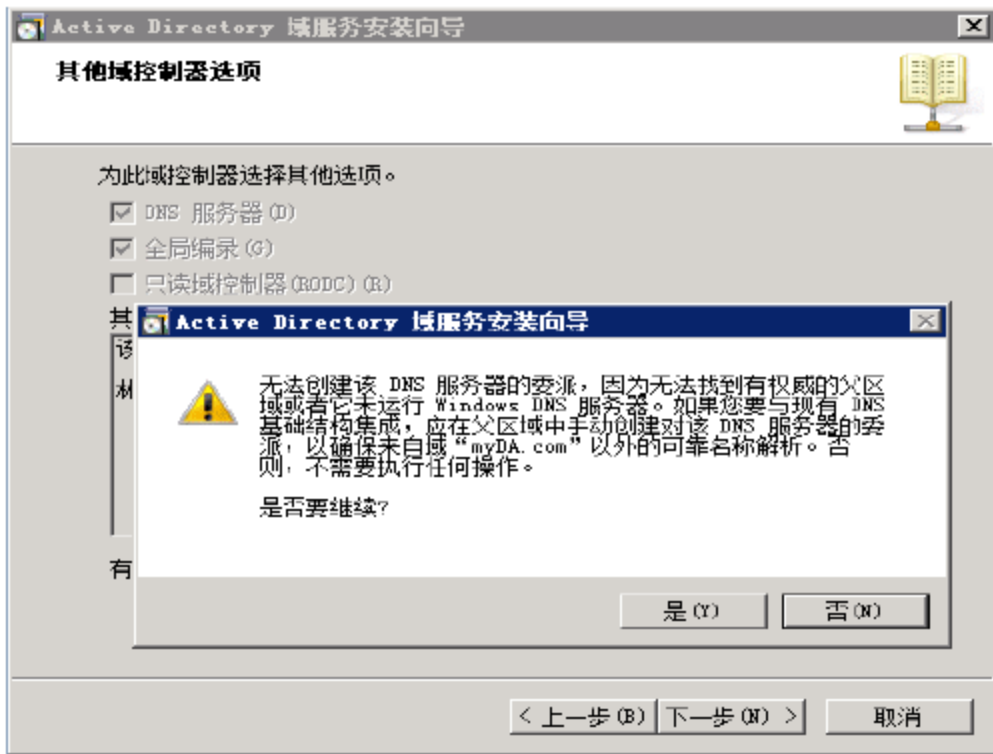 Active Directory 域服务安装向导
其他域控制器选项
为此域控制器选择其他选项。
DNS 服务器(D)
全局编录(G)
只读域控制器(RODC)(R)
其
Active Directory 域服务安装向导
该
林
无法创建该 DNS 服务器的委派，因为无法找到有权威的父区
域或者它未运行 Windows DNS 服务器。如果您要与现有 DNS
基础结构集成，应在父区域中手动创建对该 DNS 服务器的委
派，以确保来自域“myDA.com”以外的可靠名称解析。否
则，不需要执行任何操作。
是否要继续?
有
是(Y)
否(N)
< 上一步(B)
下一步(N) >
取消